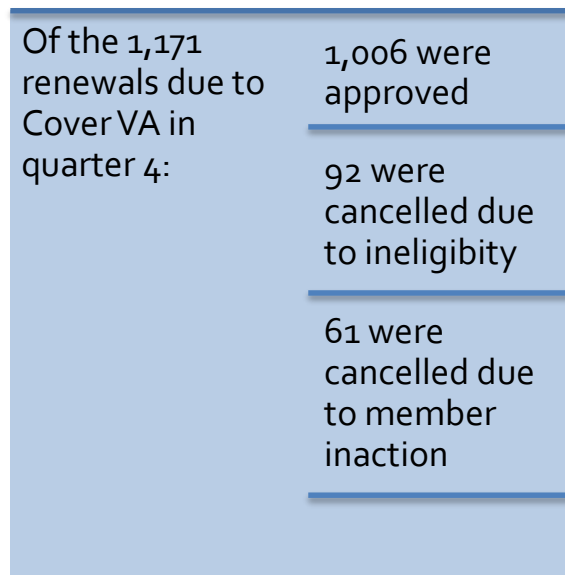 Of the 1,171
renewals due to
Cover VA in
quarter 4:
1,006 were
approved
92 were
cancelled due
to ineligibity
61 were
cancelled due
to member
inaction